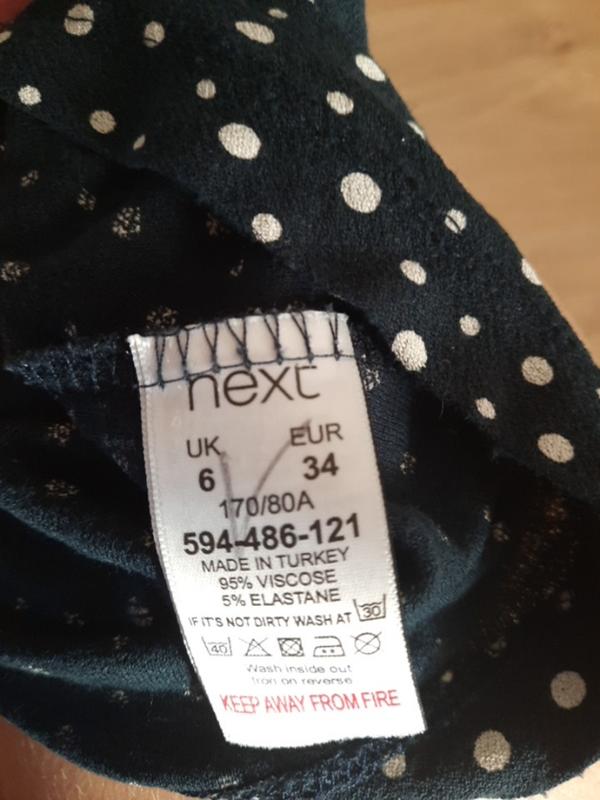 next
UK EUR
6 34
170/80A
594-486-121
MADE IN TURKEY
95% VISCOSE
5% ELASTANE
IF IT'S NOT DIRTY WASH AT 30
40
Wash inside out
Iron on reverse
KEEP AWAY FROM FIRE